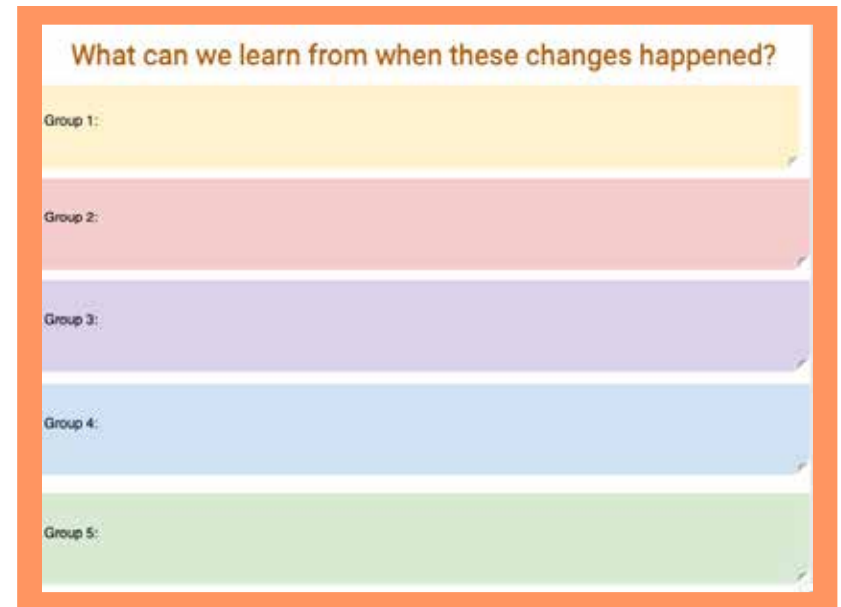 What can we learn from when these changes happened?
Group 1:
Group 2:
Group 3:
Group 4:
Group 5: